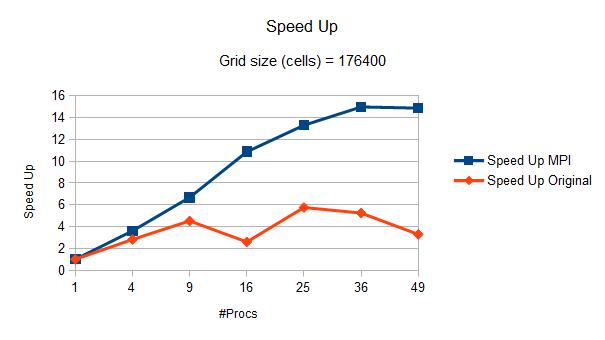 Speed Up
Grid size (cells) = 176400
16
14
12
10
8
6
4
2
0
Speed Up
1 4 9 16 25 36 49
#Procs
Speed Up MPI
Speed Up Original